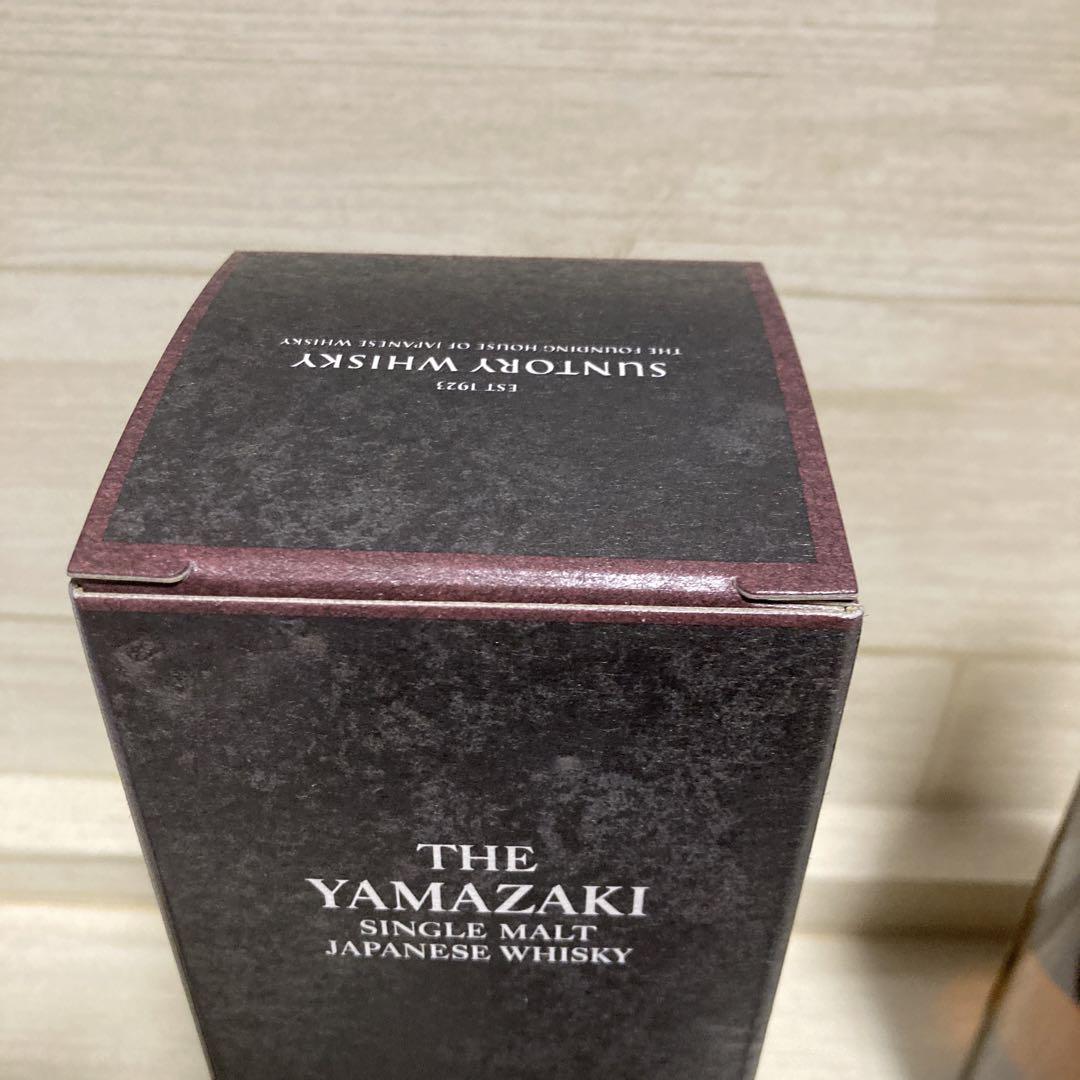 EST 1923
SUNTORY WHISKY
THE FOUNDING HOUSE OF JAPANESE WHISKY
THE
YAMAZAKI
SINGLE MALT
JAPANESE WHISKY